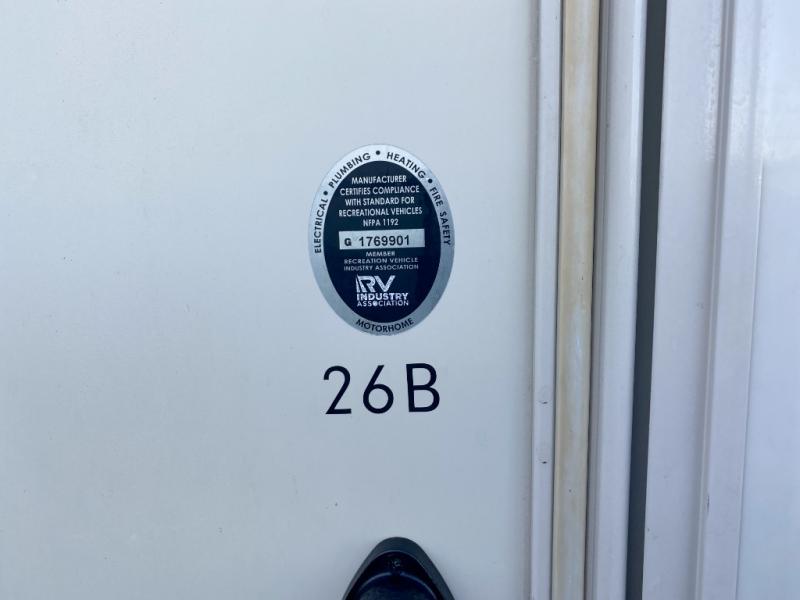 ELECTRICAL • PLUMBING • HEATING • FIRE SAFETY
MANUFACTURER
CERTIFIES COMPLIANCE
WITH STANDARD FOR
RECREATIONAL VEHICLES
NFPA 1192
G 1769901
MEMBER
RECREATION VEHICLE
INDUSTRY ASSOCIATION
RV
INDUSTRY
ASSOCIATION
MOTORHOME
26B